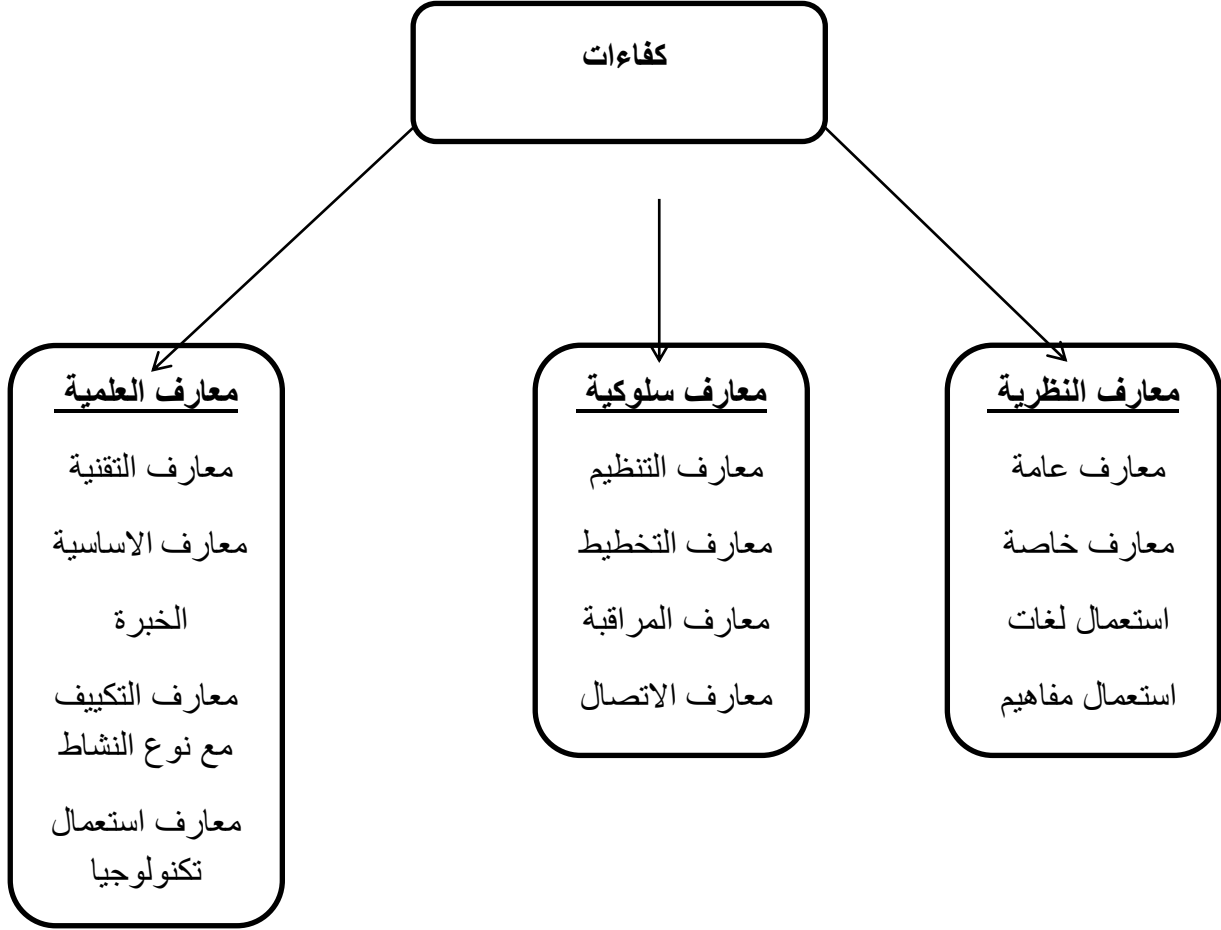 كفاءات
معارف النظرية
معارف عامة
معارف خاصة
استعمال لغات
استعمال مفاهيم
معارف سلوكية
معارف التنظيم
معارف التخطيط
معارف المراقبة
معارف الاتصال
معارف العلمية
معارف التقنية
معارف الاساسية
الخبرة
معارف التكييف
مع نوع النشاط
معارف استعمال
تكنولوجيا